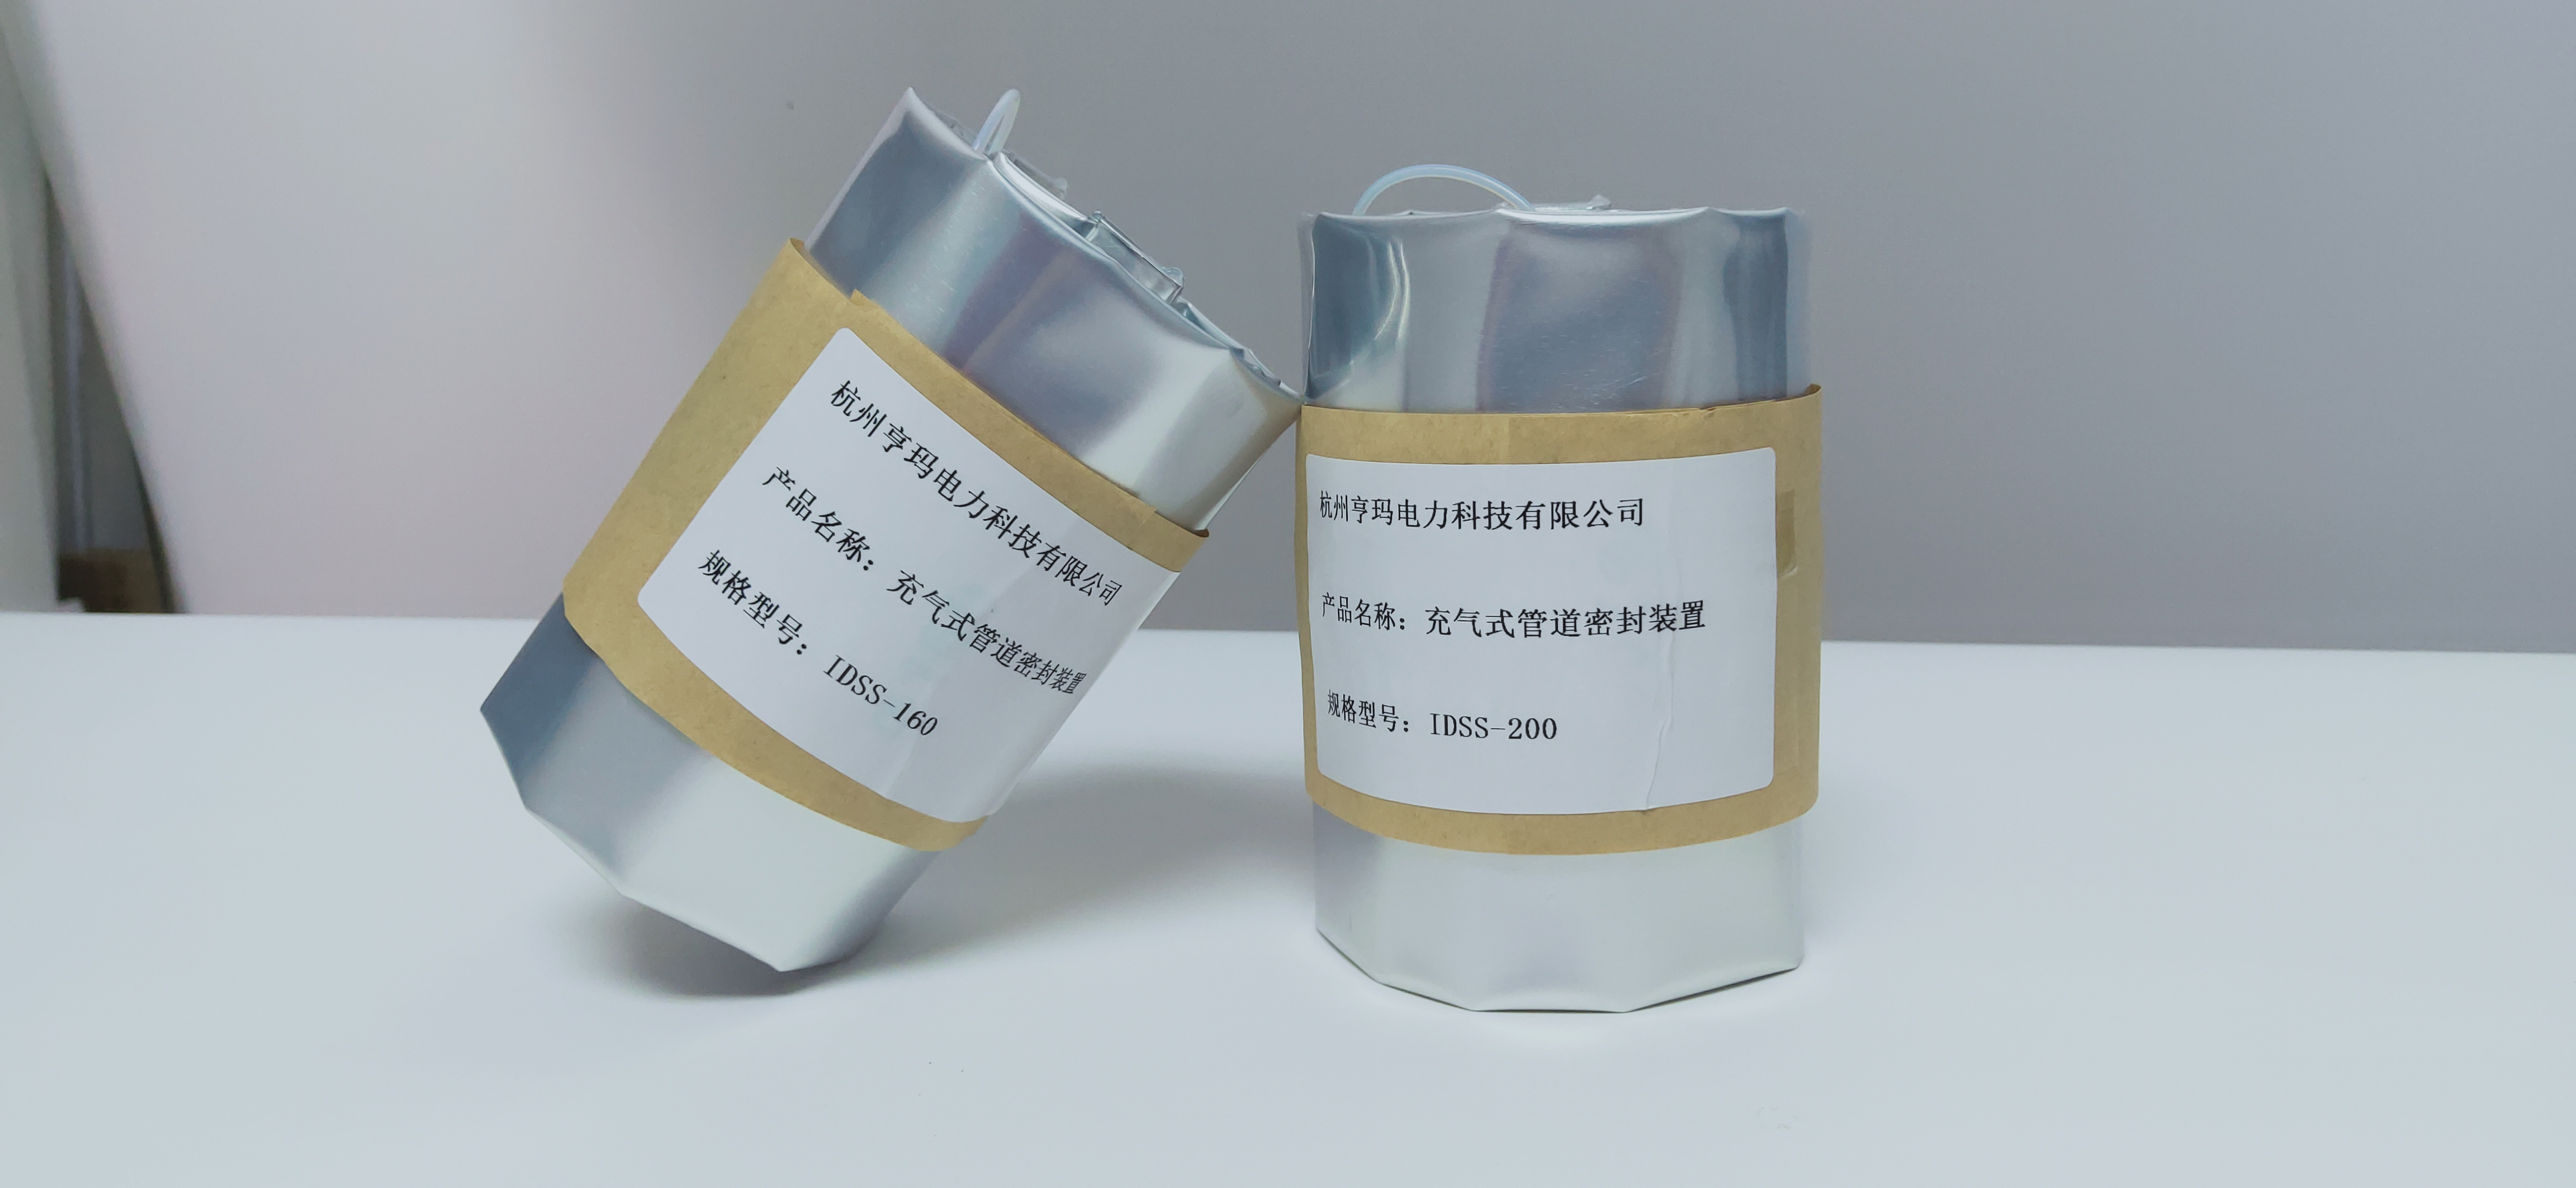 杭州亨玛电力科技有限公司
产品名称：充气式管道密封装置
规格型号：IDSS-160
杭州亨玛电力科技有限公司
产品名称：充气式管道密封装置
规格型号：IDSS-200